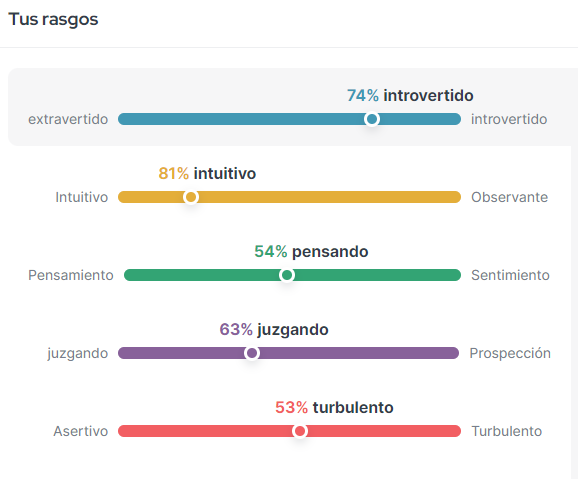 Tus rasgos
74% introvertido
extravertido introvertido
81% intuitivo
Intuitivo Observante
54% pensando
Pensamiento Sentimiento
63% juzgando
juzgando Prospección
53% turbulento
Asertivo Turbulento